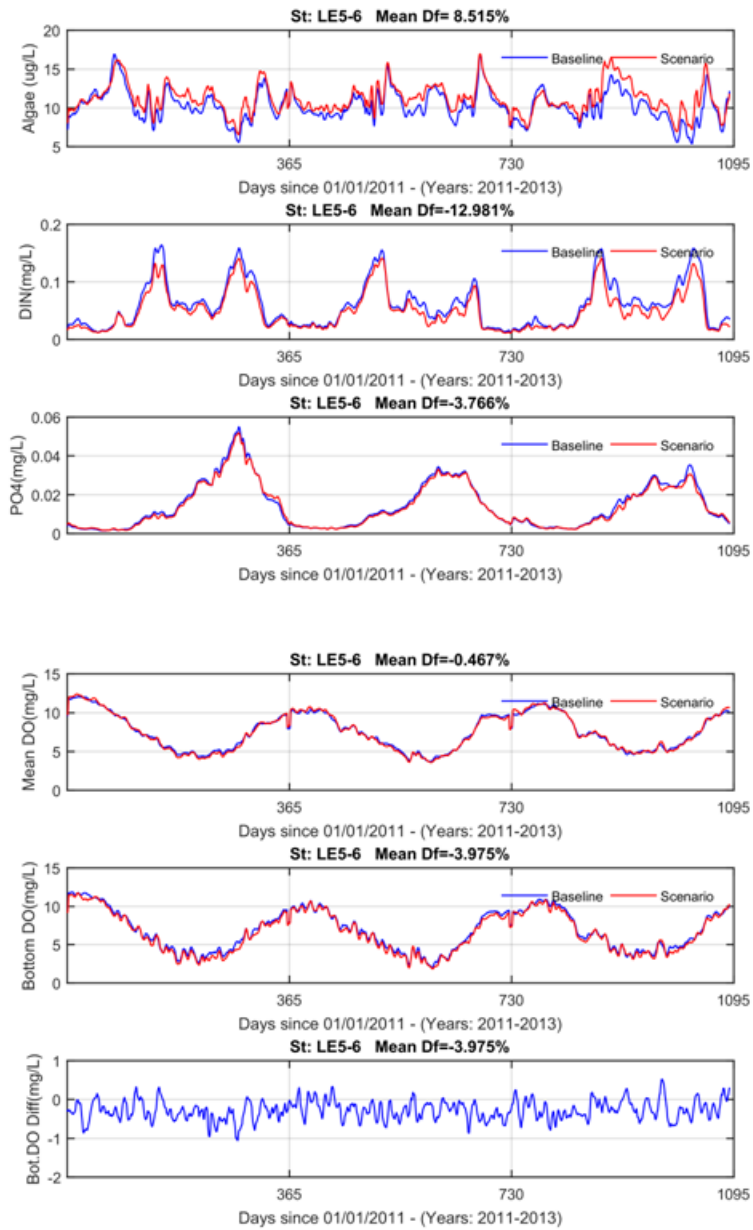 St: LE5-6 Mean Df= 8.515%
Algae (ug/L)
15
10
5
Baseline
Scenario
365
730
1095
Days since 01/01/2011 - (Years: 2011-2013)
St: LE5-6 Mean Df=-12.981%
DIN(mg/L)
0.2
0.1
0
Baseline
Scenario
365
730
1095
Days since 01/01/2011 - (Years: 2011-2013)
St: LE5-6 Mean Df=-3.766%
PO4(mg/L)
0.06
0.04
0.02
0
Baseline
Scenario
365
730
1095
Days since 01/01/2011 - (Years: 2011-2013)
St: LE5-6 Mean Df=-0.467%
Mean DO(mg/L)
15
10
5
0
Baseline
Scenario
365
730
1095
Days since 01/01/2011 - (Years: 2011-2013)
St: LE5-6 Mean Df=-3.975%
Bottom DO(mg/L)
15
10
5
0
Baseline
Scenario
365
730
1095
Days since 01/01/2011 - (Years: 2011-2013)
St: LE5-6 Mean Df=-3.975%
Bot.DO Diff(mg/L)
1
0
-1
-2
365
730
1095
Days since 01/01/2011 - (Years: 2011-2013)